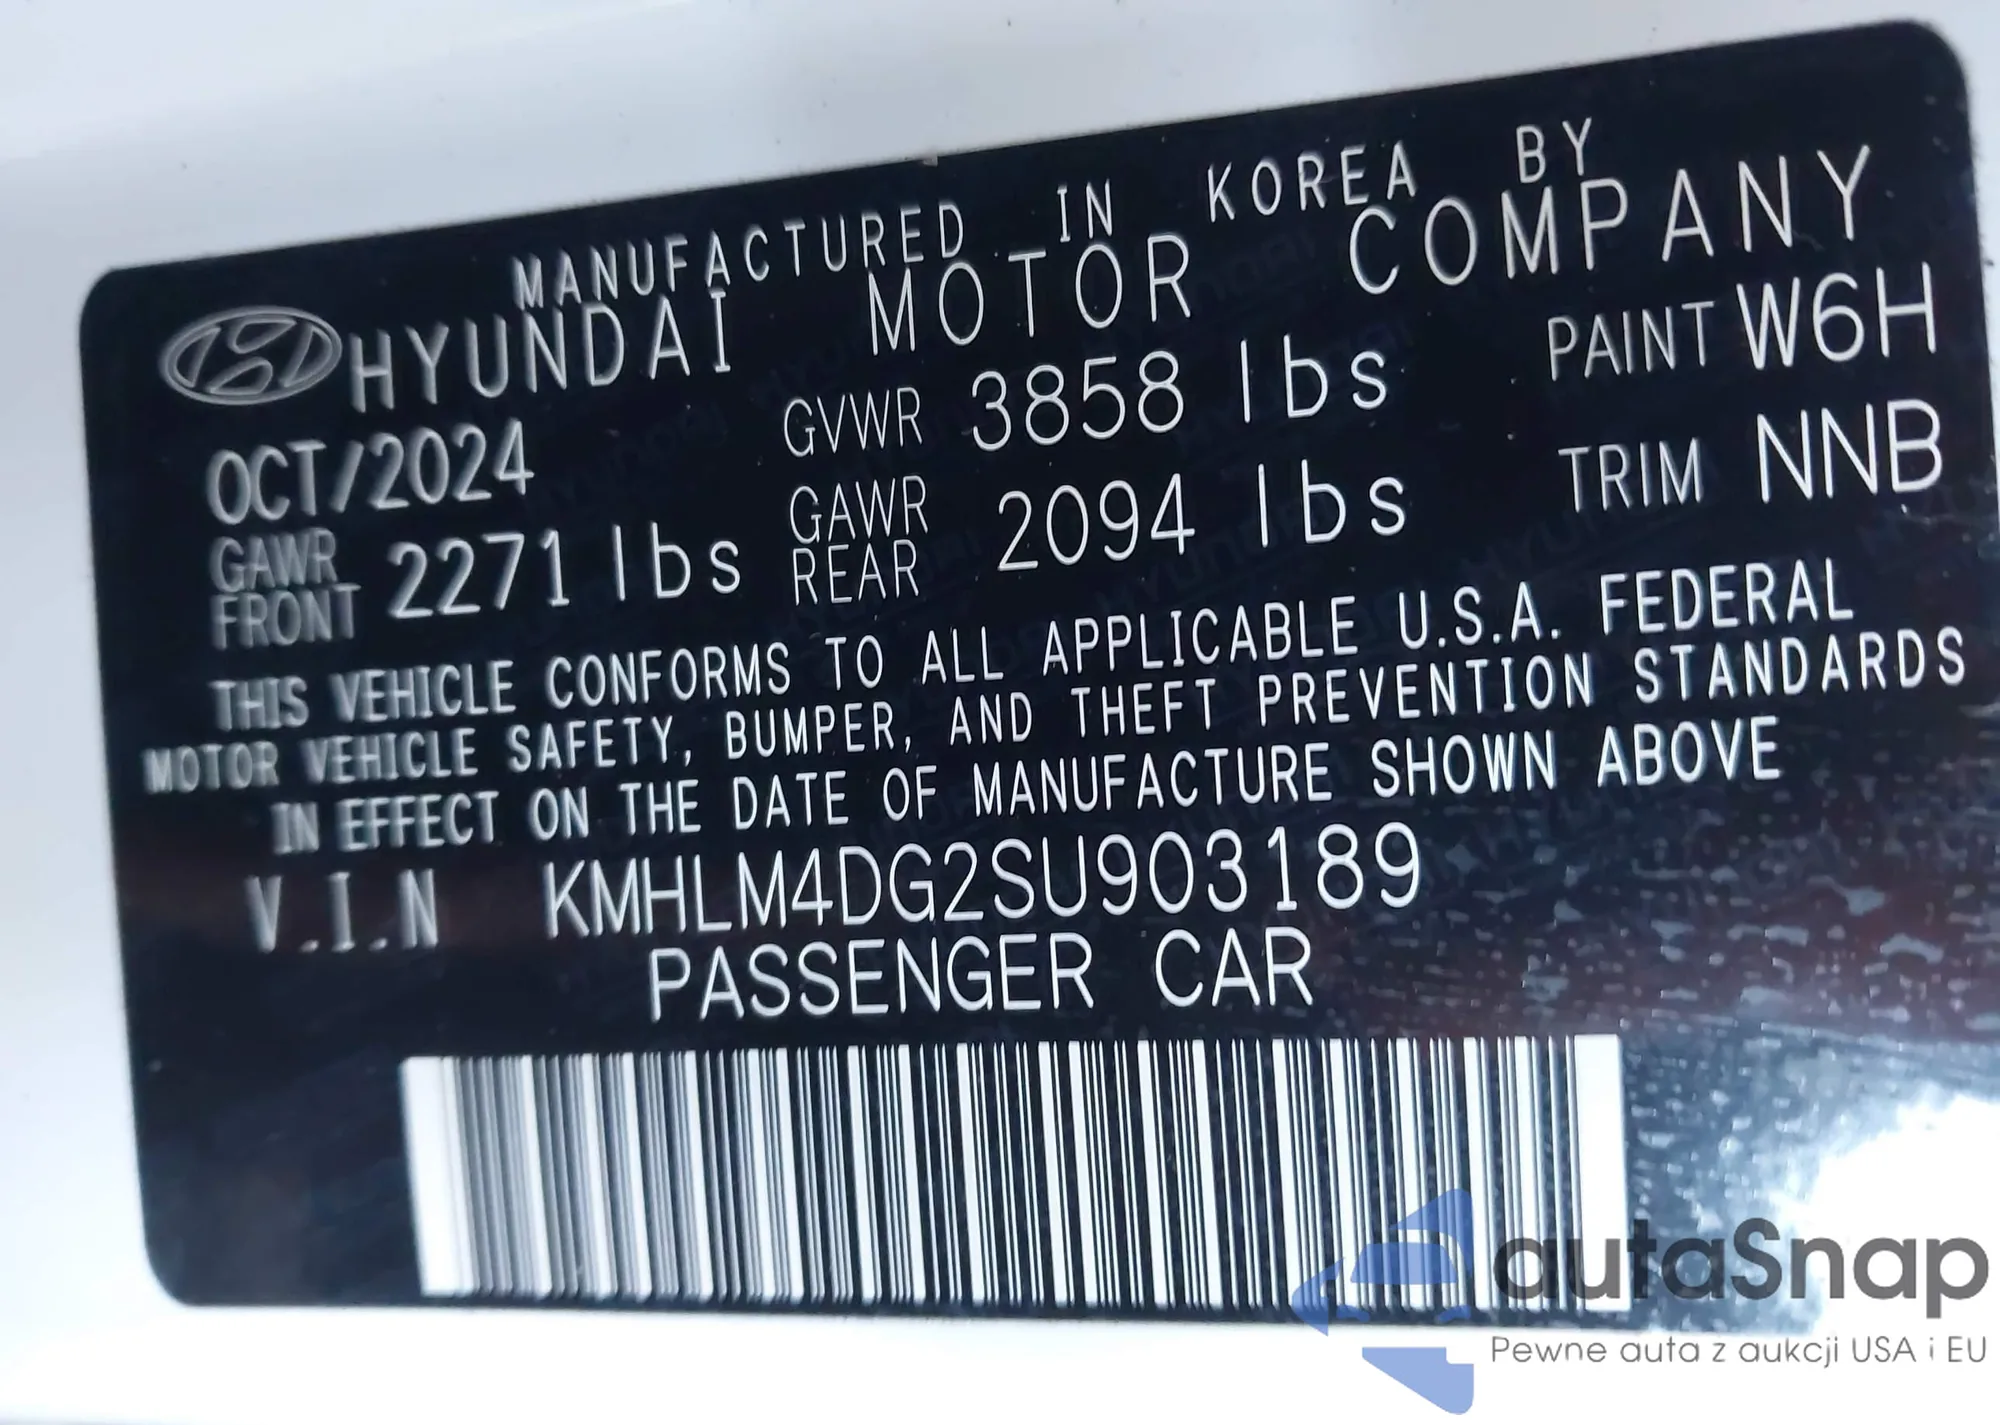 MANUFACTURED IN KOREA BY
HYUNDAI MOTOR COMPANY
OCT/2024 GVWR 3858 lbs PAINT W6H
GAWR FRONT 2271 lbs GAWR REAR 2094 lbs TRIM NNB
THIS VEHICLE CONFORMS TO ALL APPLICABLE U.S.A. FEDERAL
MOTOR VEHICLE SAFETY, BUMPER, AND THEFT PREVENTION STANDARDS
IN EFFECT ON THE DATE OF MANUFACTURE SHOWN ABOVE
V.I.N KMHLM4DG2SU903189
PASSENGER CAR
autaSnap
Pewne auta z aukcji USA i EU